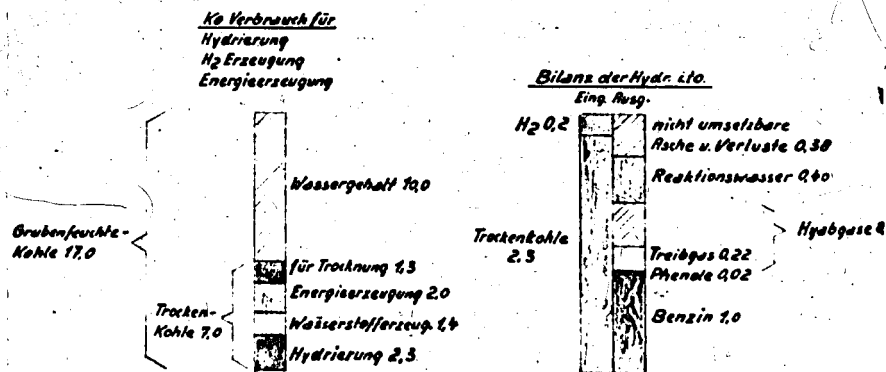 Ko Verbrauch für
Hydrierung
H2 Erzeugung
Energieerzeugung
Grubenfeuchte-
Kohle 17,0
Wassergehalt 10,0
für Trocknung 1,3
Energieerzeugung 2,0
Wasserstofferzeug. 1,4
Hydrierung 2,3
Trocken-
Kohle 7,0
Bilanz der Hydr. i.to.
Eing. Ausg.
H2 0,2
Trockenkohle
2,3
nicht umsetzbare
Asche u. Verluste 0,38
Reaktionswasser 0,40
Treibgas 0,22
Phenole 0,02
Benzin 1,0
Hyabgase